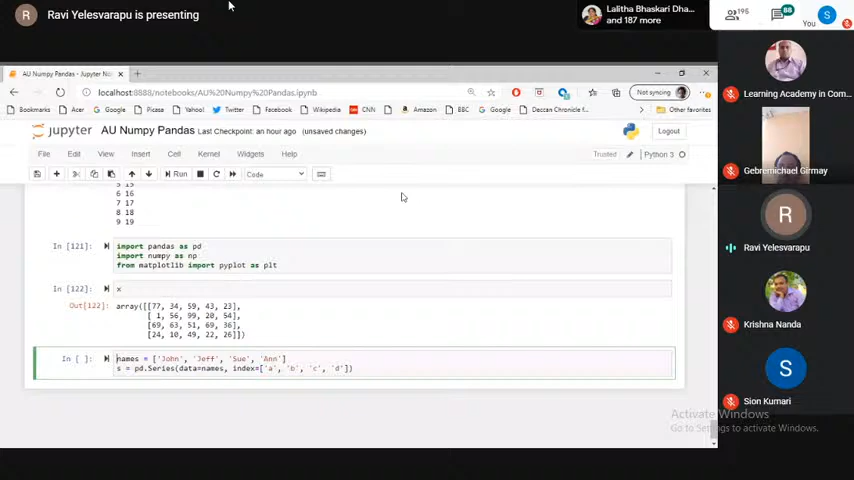 R Ravi Yelesvarapu is presenting
Lalitha Bhaskari Dha...
and 187 more
195
88
S
You
AU Numpy Pandas - Jupyter Not
localhost:8888/notebooks/AU%20Numpy%20Pandas.ipynb
Not syncing
Bookmarks Acer Google Picasa Yahoo! Twitter Facebook Wikipedia CNN Amazon BBC Google Deccan Chronicle
Other favorites
jupyter AU Numpy Pandas Last Checkpoint: an hour ago (unsaved changes)
Logout
File Edit View Insert Cell Kernel Widgets Help
Trusted Python 3
Run Code
5 15
6 16
7 17
8 18
9 19
In [121]: import pandas as pd
import numpy as np
from matplotlib import pyplot as plt
In [122]: x
Out[122]: array([[77, 34, 59, 43, 23],
[ 1, 56, 99, 20, 54],
[69, 63, 51, 69, 36],
[24, 10, 49, 22, 26]])
In [ ]: names = ['John', 'Jeff', 'Sue', 'Ann']
s = pd.Series(data=names, index=['a', 'b', 'c', 'd'])
Learning Academy in Com...
Gebremichael Girmay
R
Ravi Yelesvarapu
Krishna Nanda
S
Sion Kumari
Activate Windows
Go to Settings to activate Windows.